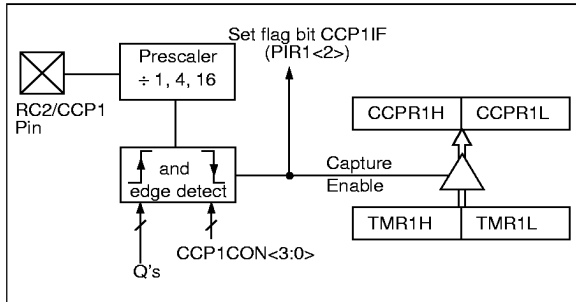 Set flag bit CCP1IF
(PIR1<2>)
Prescaler
÷ 1, 4, 16
RC2/CCP1
Pin
CCPR1H
CCPR1L
and
edge detect
Capture
Enable
TMR1H
TMR1L
CCP1CON<3:0>
Q's